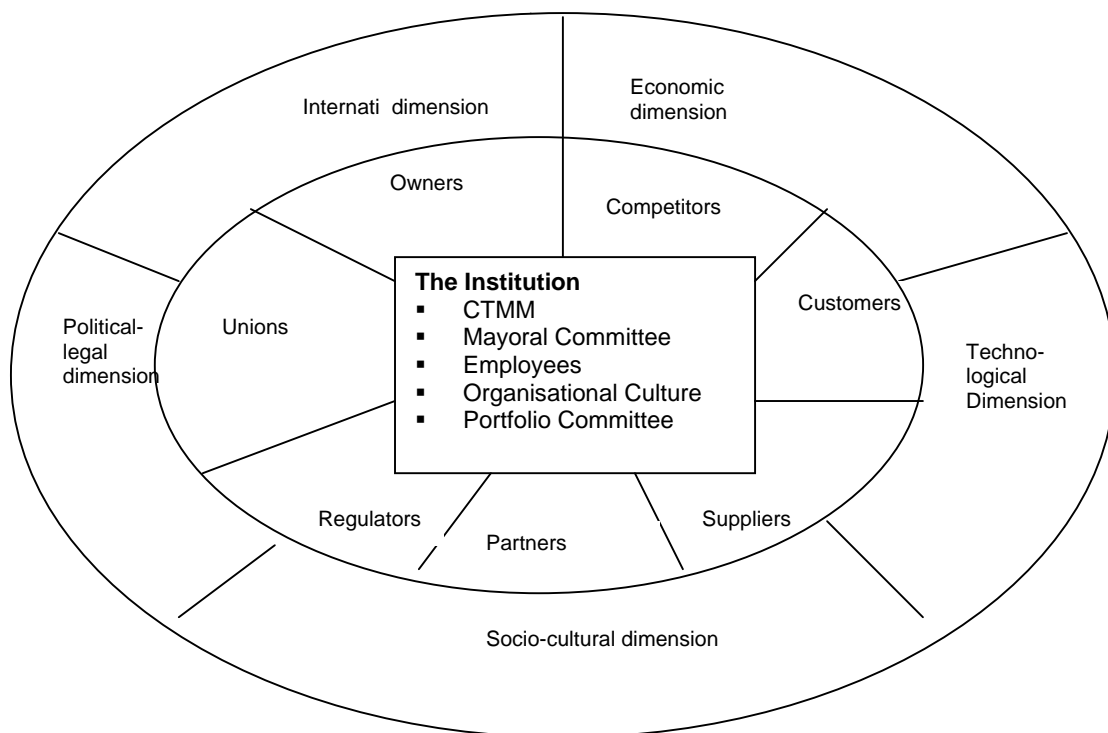 Economic
dimension
Internati dimension
Owners
Competitors
The Institution
▪ CTMM
▪ Mayoral Committee
▪ Employees
▪ Organisational Culture
▪ Portfolio Committee
Customers
Unions
Political-
legal
dimension
Techno-
logical
Dimension
Regulators
Partners
Suppliers
Socio-cultural dimension